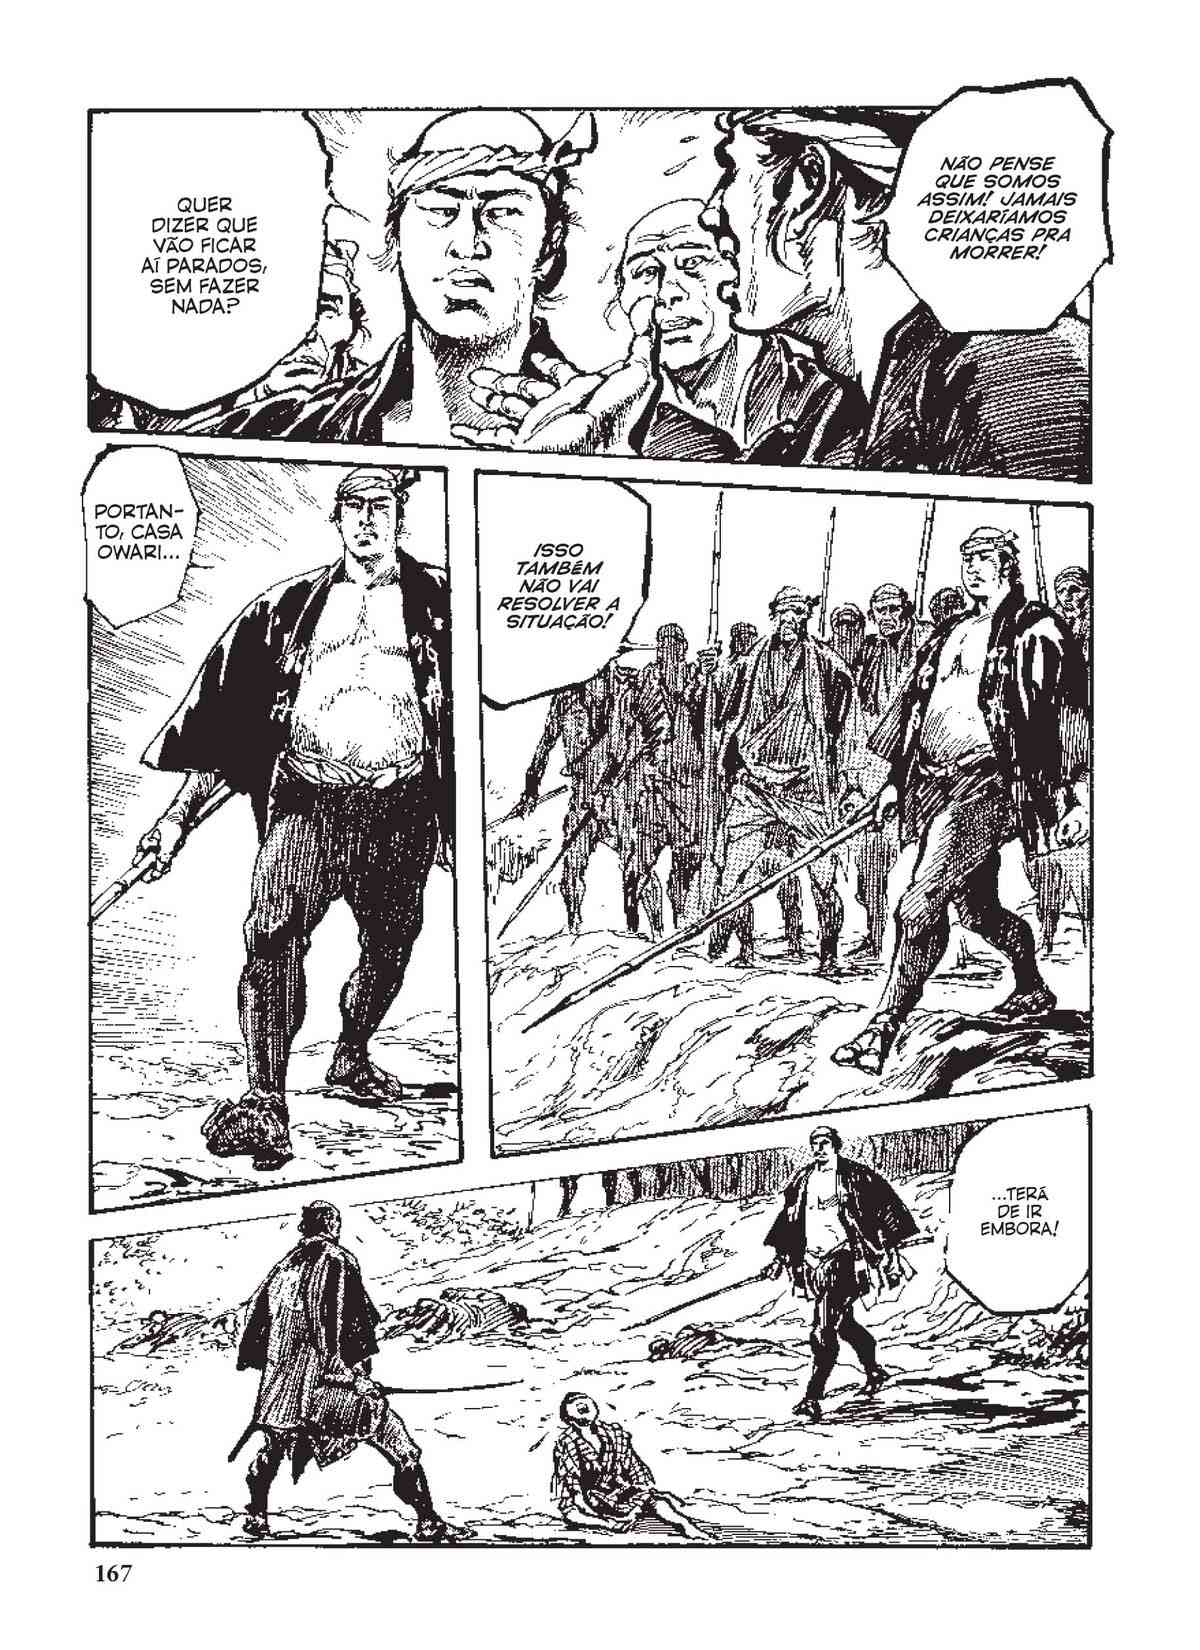 NÃO PENSE
QUE SOMOS
ASSIM! JAMAIS
DEIXARÍAMOS
CRIANÇAS PRA
MORRER!
QUER
DIZER QUE
VÃO FICAR
AÍ PARADOS,
SEM FAZER
NADA?
ISSO
TAMBÉM
NÃO VAI
RESOLVER A
SITUAÇÃO!
PORTAN-
TO, CASA
OWARI...
...TERÁ
DE IR
EMBORA!
167